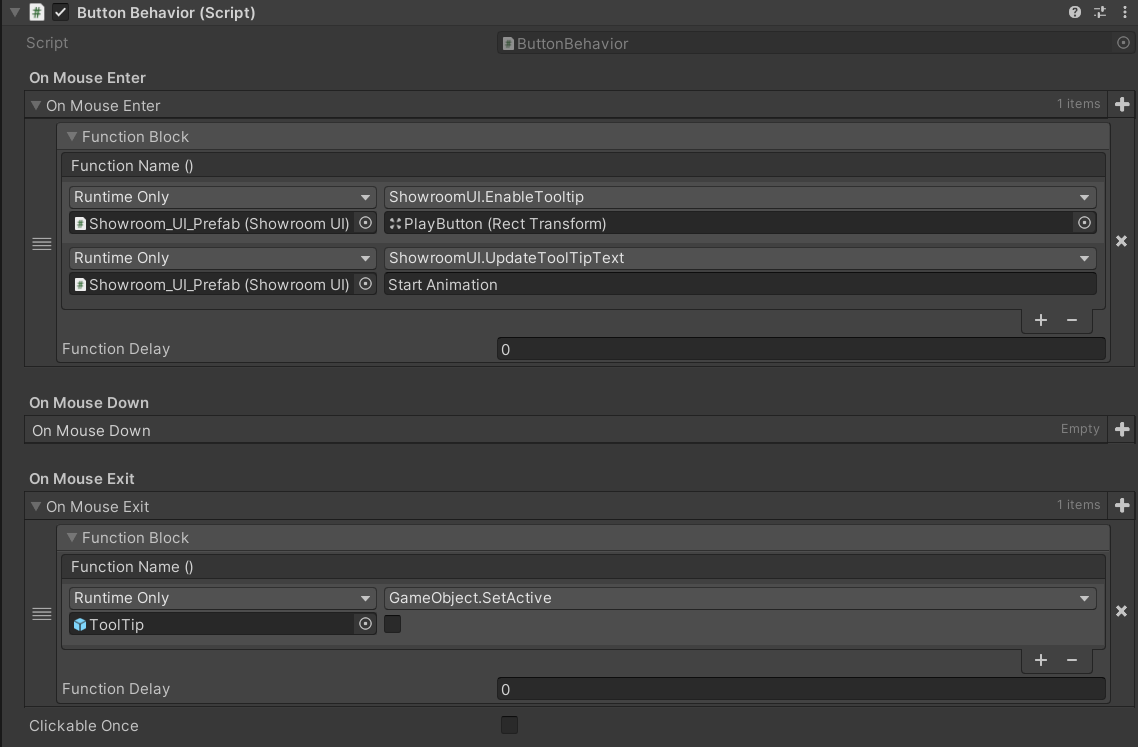 Button Behavior (Script)
Script ButtonBehavior
On Mouse Enter
On Mouse Enter 1 items
Function Block
Function Name ()
Runtime Only ShowroomUI.EnableTooltip
Showroom_UI_Prefab (Showroom UI) PlayButton (Rect Transform)
Runtime Only ShowroomUI.UpdateToolTipText
Showroom_UI_Prefab (Showroom UI) Start Animation
Function Delay 0
On Mouse Down
On Mouse Down Empty
On Mouse Exit
On Mouse Exit 1 items
Function Block
Function Name ()
Runtime Only GameObject.SetActive
ToolTip
Function Delay 0
Clickable Once